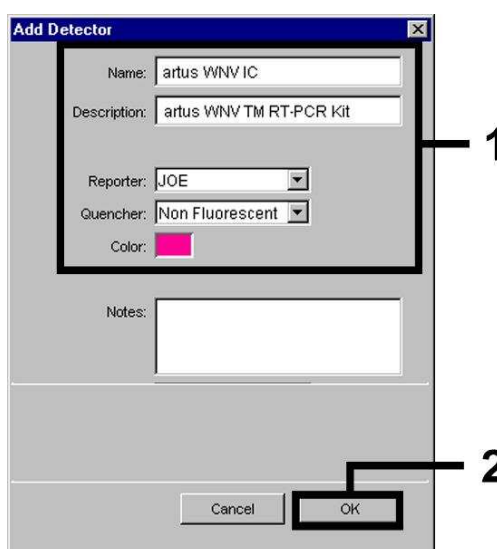 Add Detector
Name: artus WNV IC
Description: artus WNV TM RT-PCR Kit
1
Reporter: JOE
Quencher: Non Fluorescent
Color:
Notes:
2
Cancel OK